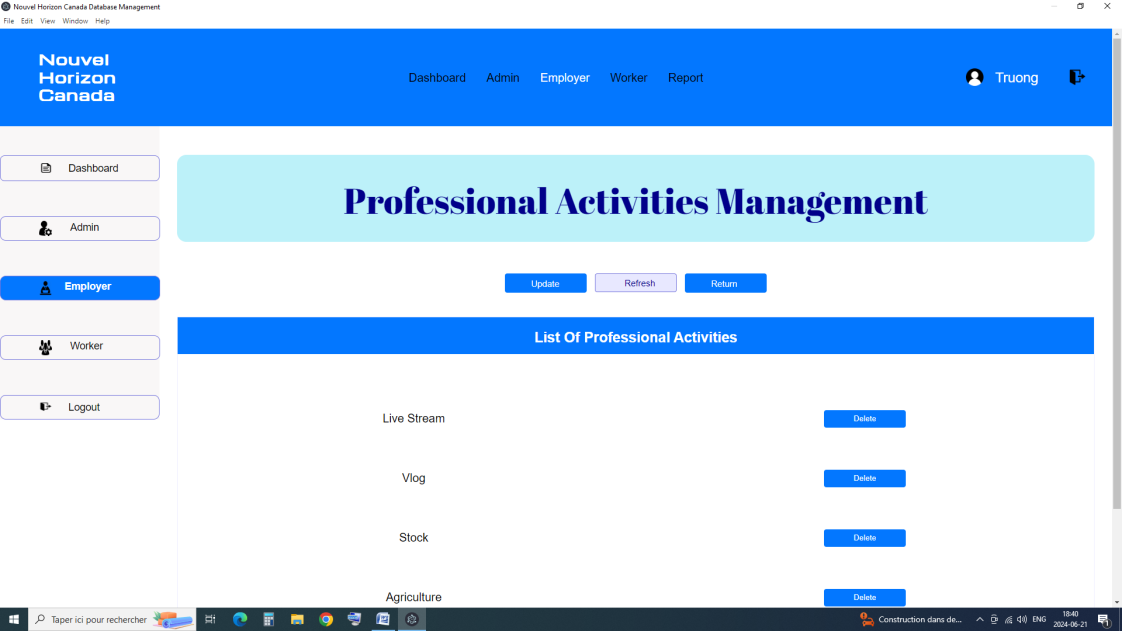 Nouvel Horizon Canada Database Management
File Edit View Window Help
Nouvel
Horizon
Canada
Dashboard Admin Employer Worker Report
Truong
Dashboard
Admin
Employer
Worker
Logout
Professional Activities Management
Update Refresh Return
List Of Professional Activities
Live Stream Delete
Vlog Delete
Stock Delete
Agriculture Delete
Taper ici pour rechercher
Construction dans de...
ENG
18:40
2024-06-21
1